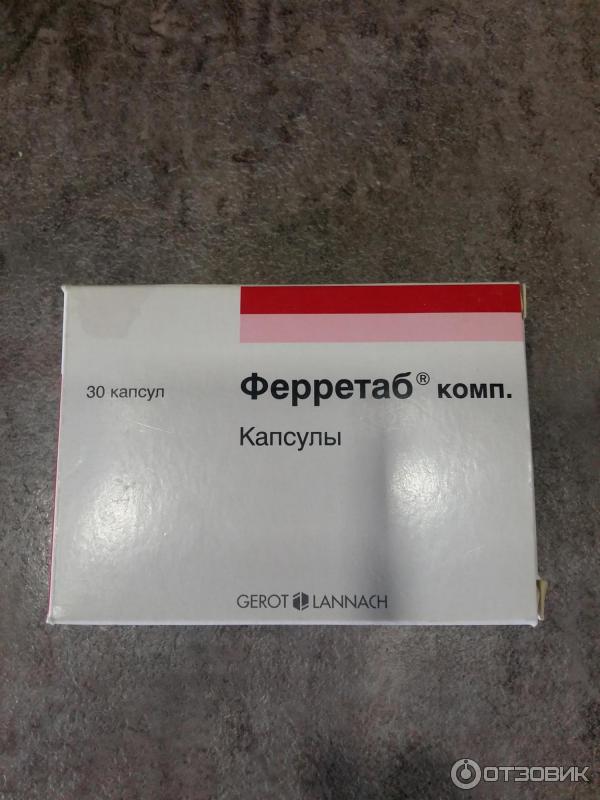 30 капсул
Ферретаб® комп.
Капсулы
GEROT LANNACH
ОТЗОВИК